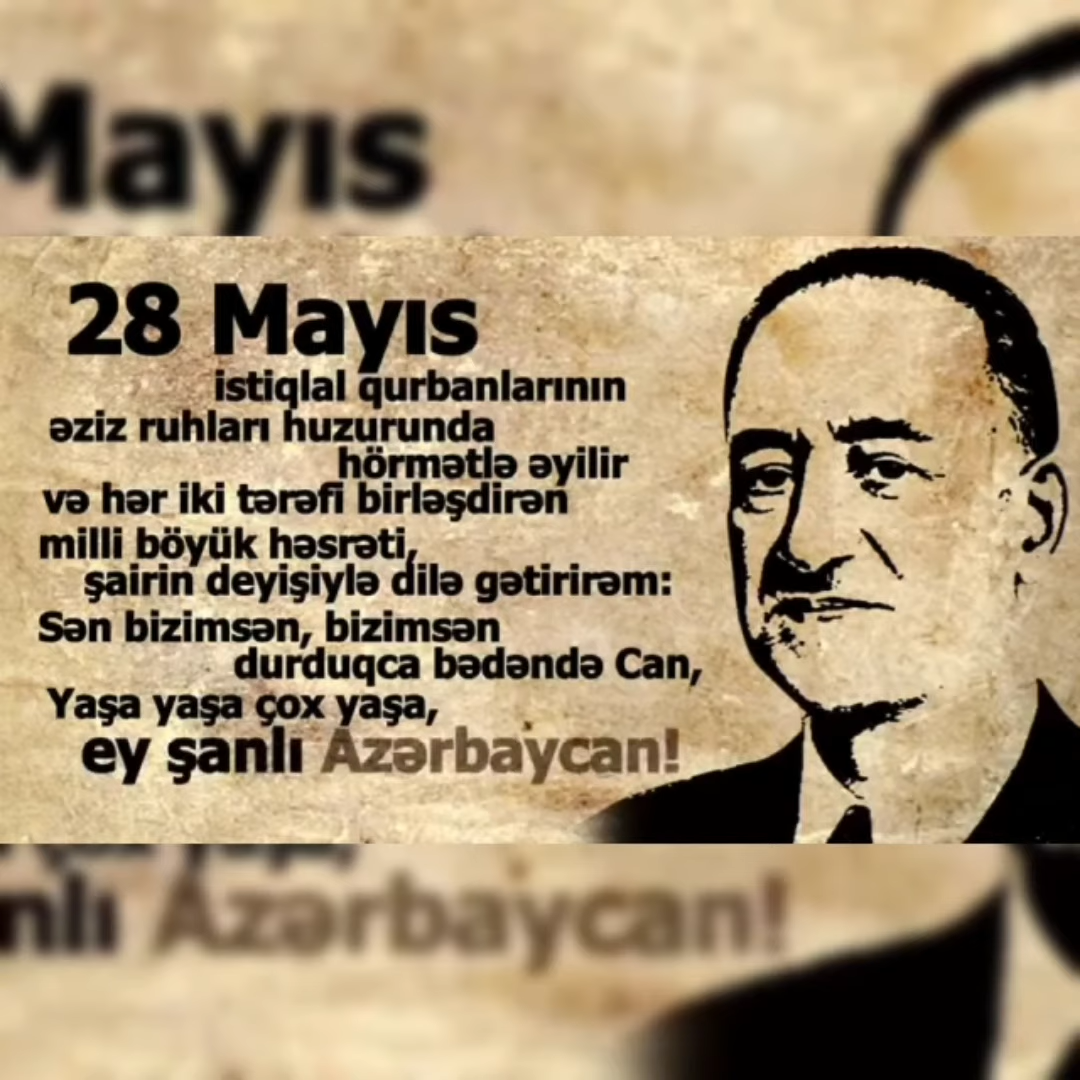 Mayıs
28 Mayıs
istiqlal qurbanlarının
əziz ruhları huzurunda
hörmətlə əyilir
və hər iki tərəfi birləşdirən
milli böyük həsrəti,
şairin deyişiylə dilə gətirirəm:
Sən bizimsən, bizimsən
durduqca bədəndə Can,
Yaşa yaşa çox yaşa,
ey şanlı Azərbaycan!
nlı Azərbaycan!